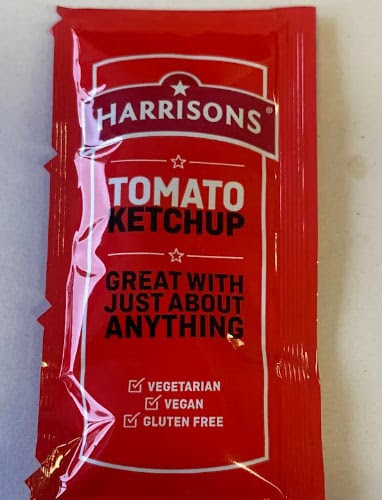 HARRISONS®
TOMATO
KETCHUP
GREAT WITH
JUST ABOUT
ANYTHING
VEGETARIAN
VEGAN
GLUTEN FREE